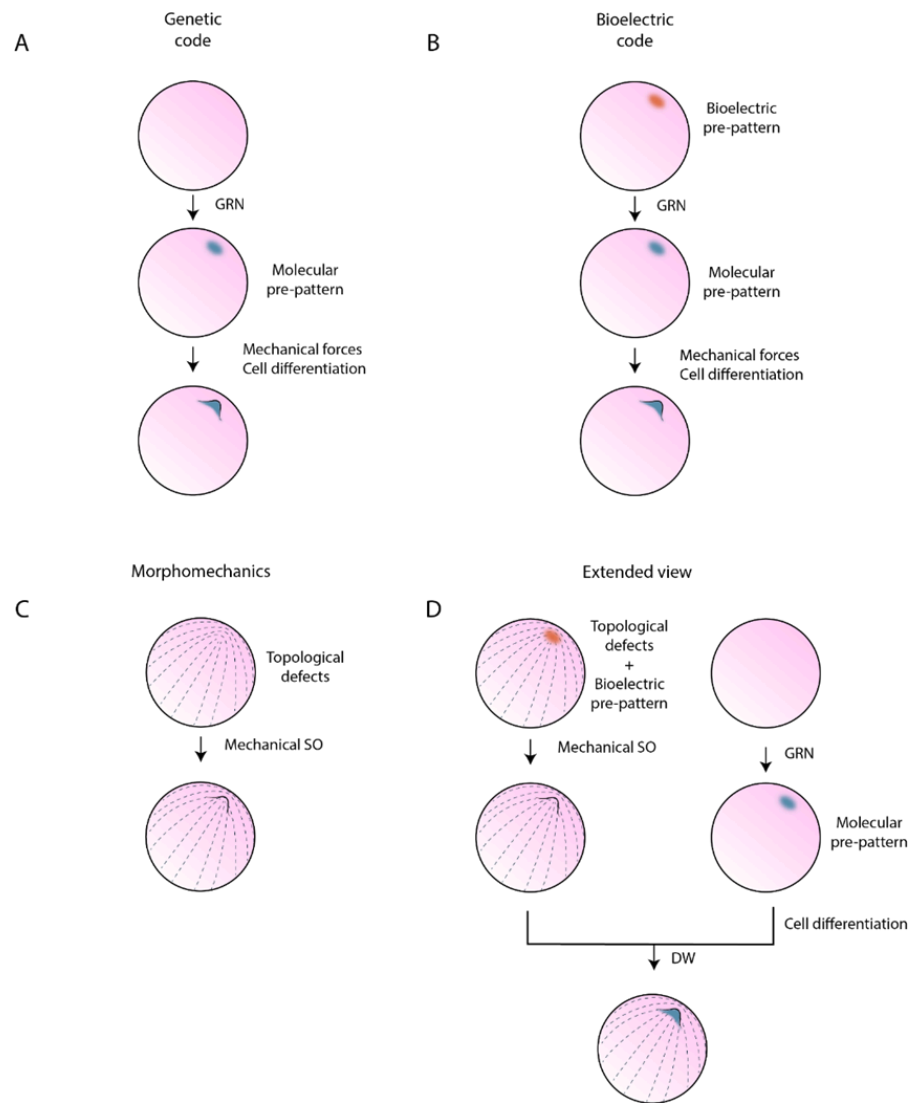 Genetic
code
A
GRN
Molecular
pre-pattern
Mechanical forces
Cell differentiation
Bioelectric
code
B
Bioelectric
pre-pattern
GRN
Molecular
pre-pattern
Mechanical forces
Cell differentiation
Morphomechanics
C
Topological
defects
Mechanical SO
Extended view
D
Topological
defects
+
Bioelectric
pre-pattern
Mechanical SO
GRN
Molecular
pre-pattern
Cell differentiation
DW